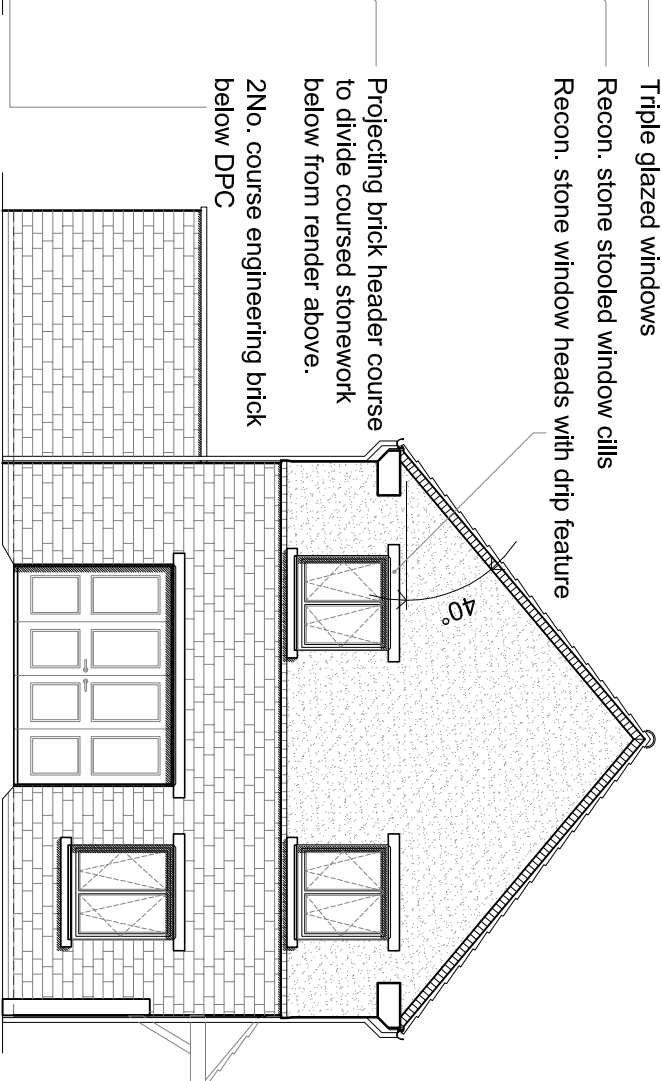 Triple glazed windows
Recon. stone stooled window cills
Recon. stone window heads with drip feature
Projecting brick header course
to divide coursed stonework
below from render above.
2No. course engineering brick
below DPC
40°